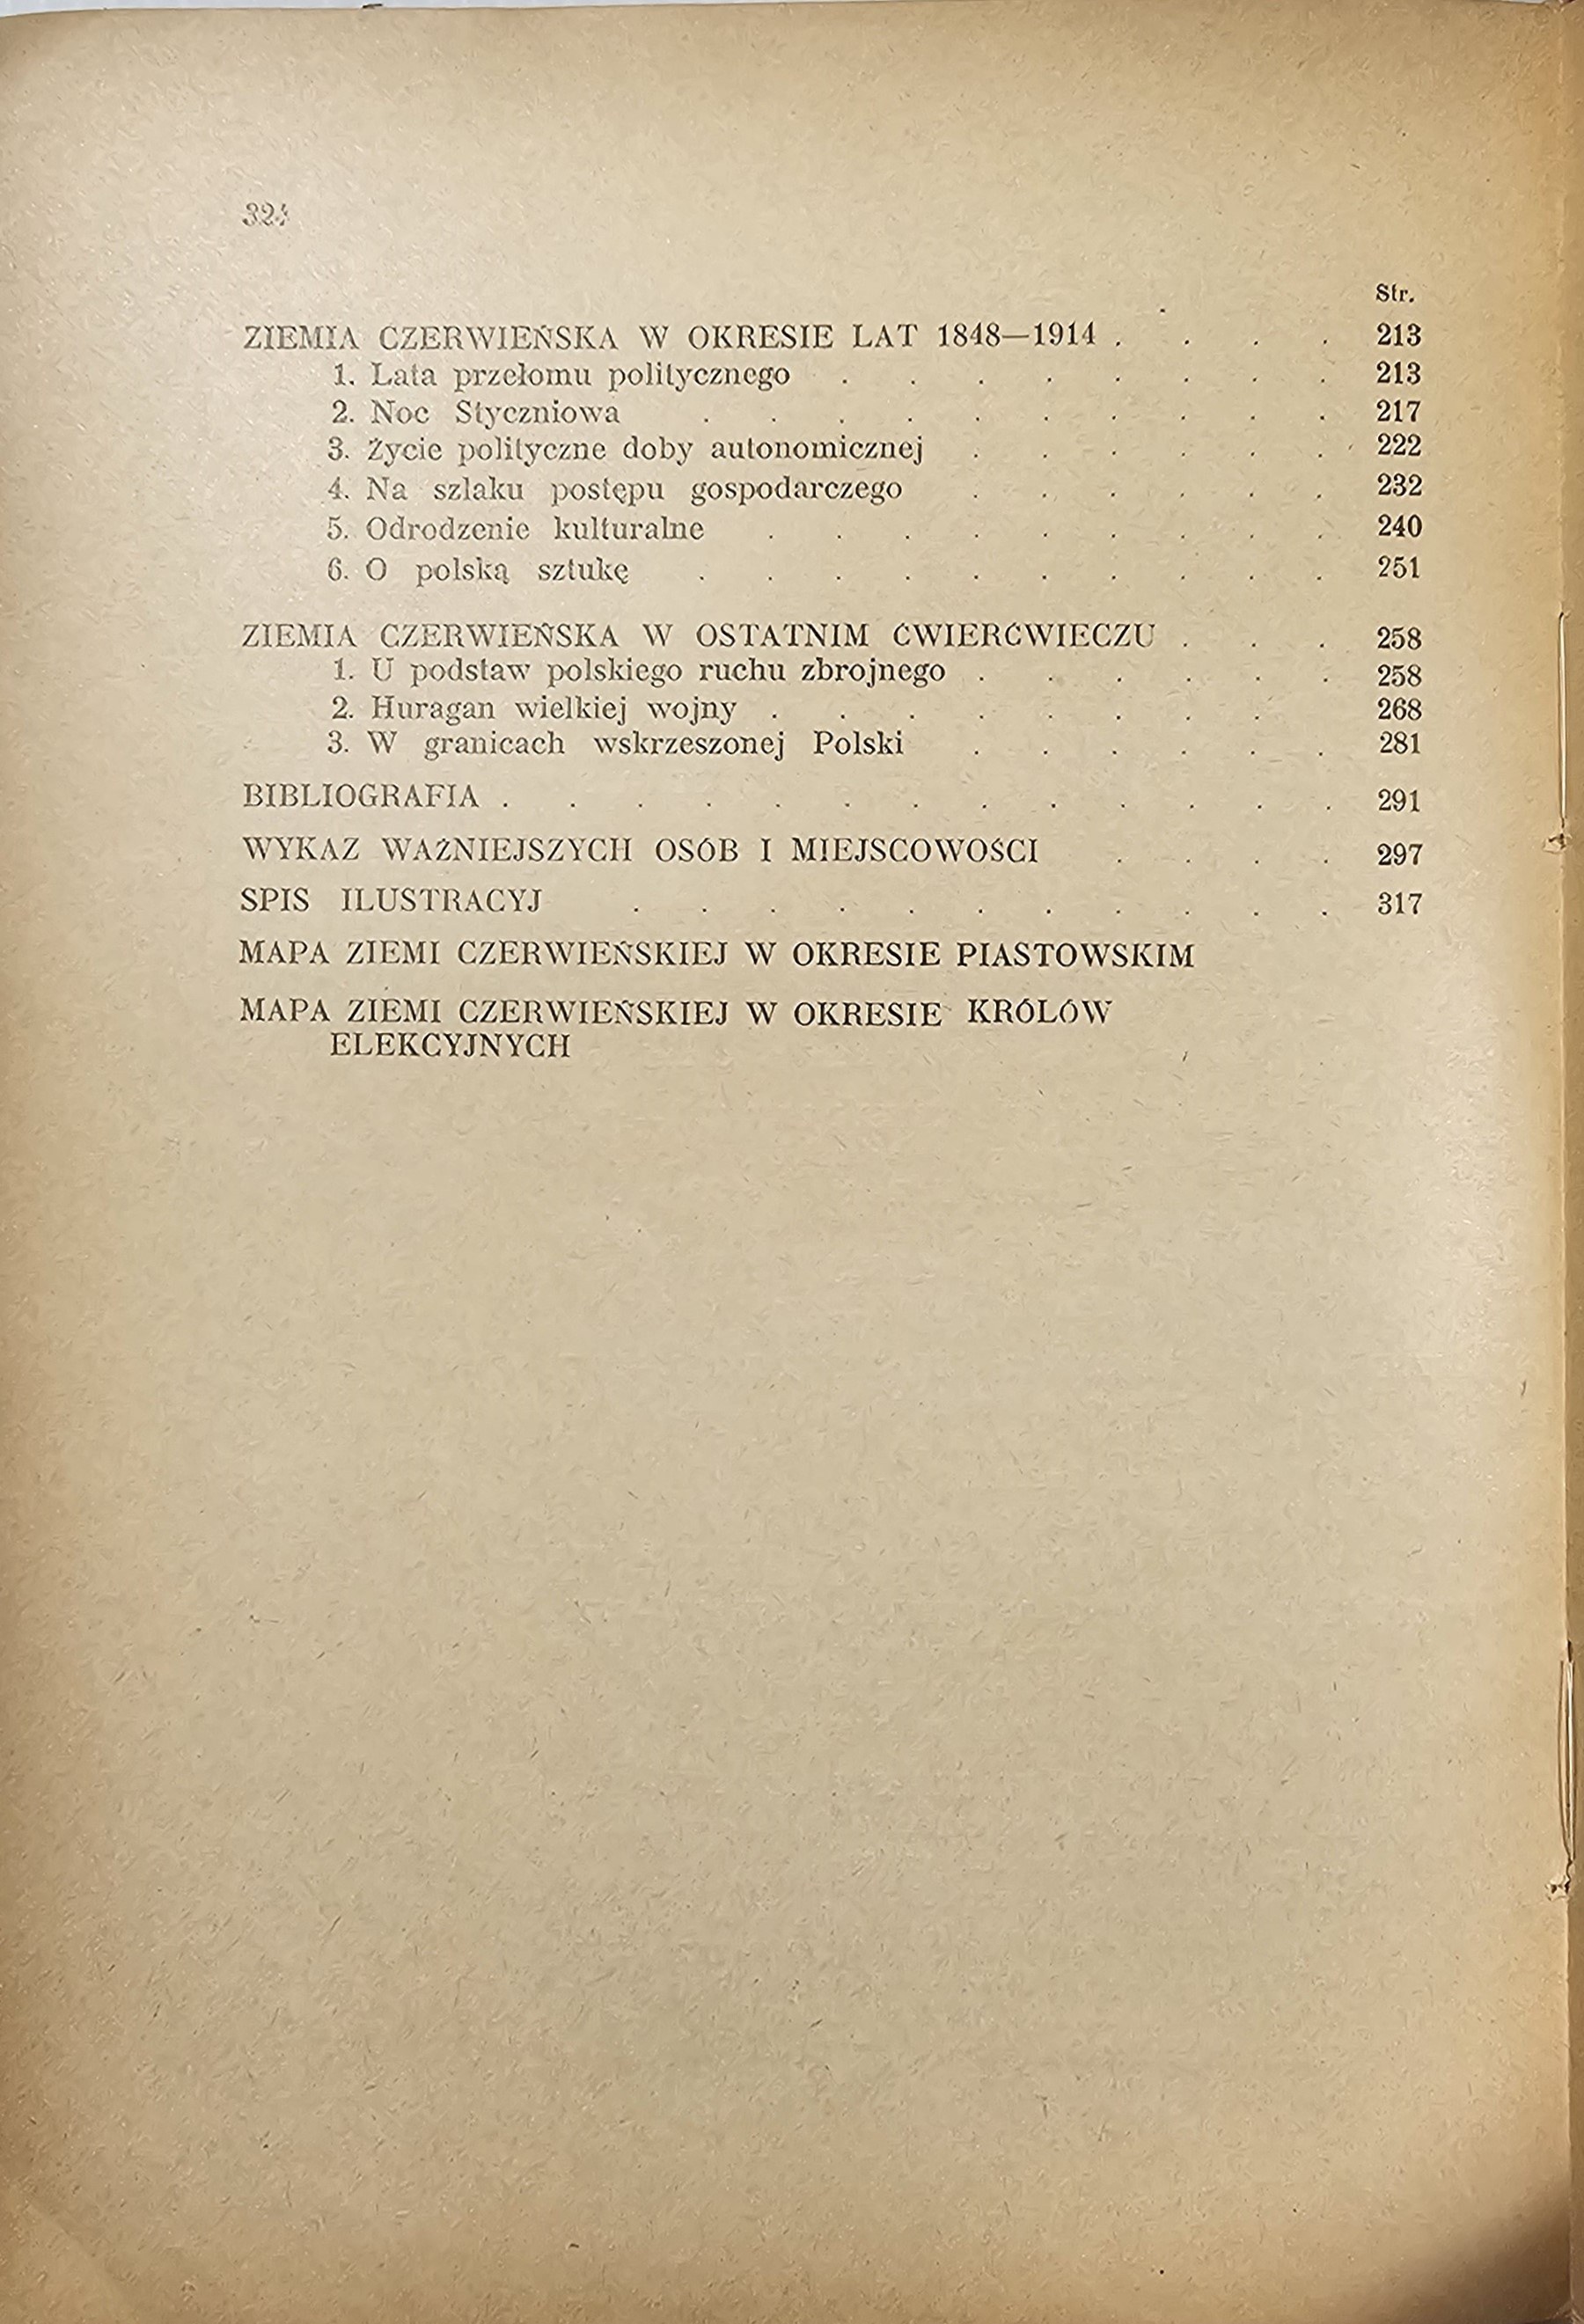 324
Str.
ZIEMIA CZERWIEŃSKA W OKRESIE LAT 1848—1914 . . . . 213
1. Lata przełomu politycznego . . . . . . . . 213
2. Noc Styczniowa . . . . . . . . . . 217
3. Życie polityczne doby autonomicznej . . . . . . 222
4. Na szlaku postępu gospodarczego . . . . . . 232
5. Odrodzenie kulturalne . . . . . . . . . 240
6. O polską sztukę . . . . . . . . . . 251
ZIEMIA CZERWIEŃSKA W OSTATNIM ĆWIERĆWIECZU . . . 258
1. U podstaw polskiego ruchu zbrojnego . . . . . . 258
2. Huragan wielkiej wojny . . . . . . . . 268
3. W granicach wskrzeszonej Polski . . . . . . 281
BIBLIOGRAFIA . . . . . . . . . . . . . 291
WYKAZ WAŻNIEJSZYCH OSÓB I MIEJSCOWOŚCI . . . . 297
SPIS ILUSTRACYJ . . . . . . . . . . . 317
MAPA ZIEMI CZERWIEŃSKIEJ W OKRESIE PIASTOWSKIM
MAPA ZIEMI CZERWIEŃSKIEJ W OKRESIE KRÓLÓW
ELEKCYJNYCH